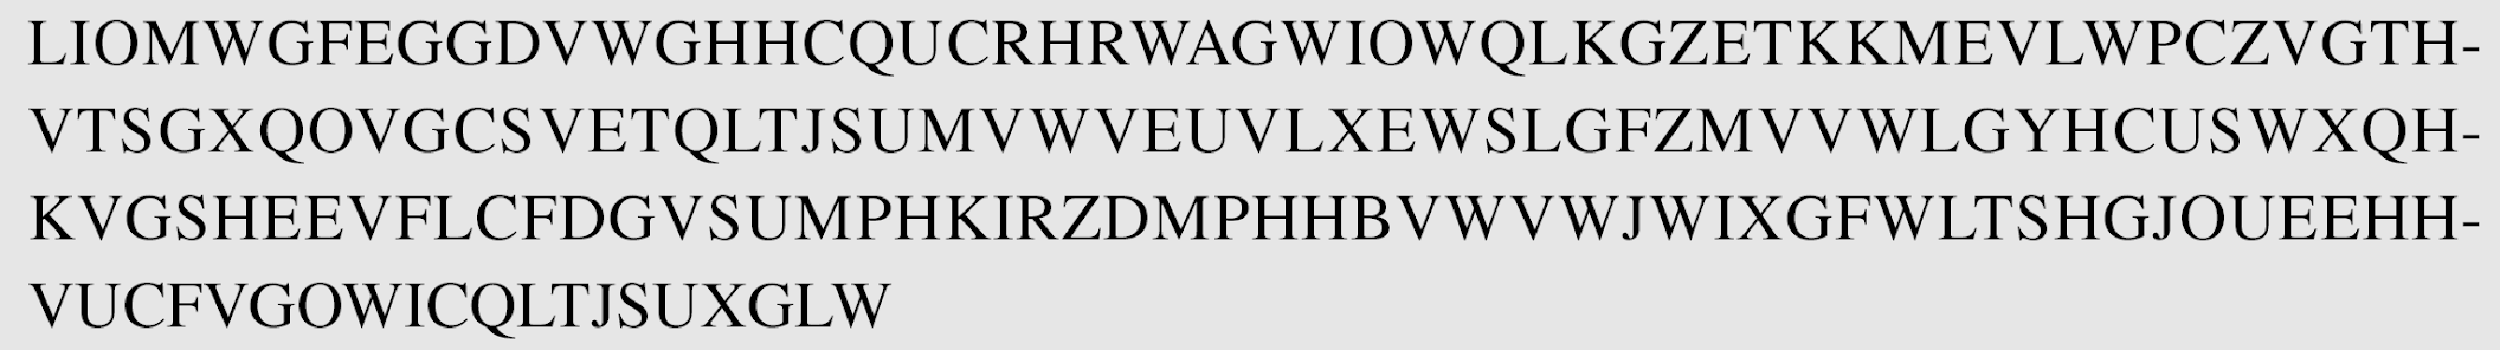 LIOMWGFEGGDVWGHHCQUCRHRWAGWIOWQLKGZETKKMEVLWPCZVGTH-
VTSGXQOVGCSVETQLTJSUMVWVEUVLXEWSLGFZMVVWLGYHCUSWXQH-
KVGSHEEVFLCFDGVSUMPHKIRZDMPHHBVWVWJWIXGFWLTSHGJOUEEHH-
VUCFVGOWICQLTJSUXGLW